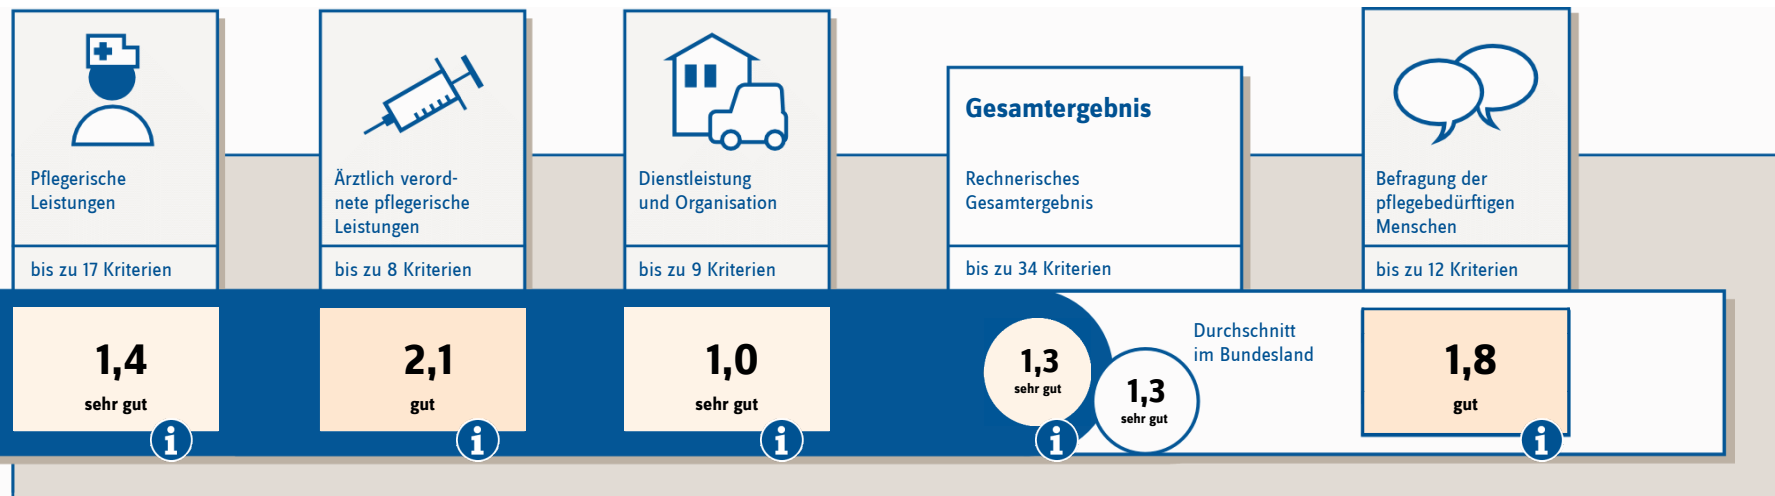 Pflegerische
Leistungen
bis zu 17 Kriterien
1,4
sehr gut
i
Ärztlich verord-
nete pflegerische
Leistungen
bis zu 8 Kriterien
2,1
gut
i
Dienstleistung
und Organisation
bis zu 9 Kriterien
1,0
sehr gut
i
Gesamtergebnis
Rechnerisches
Gesamtergebnis
bis zu 34 Kriterien
1,3
sehr gut
i
1,3
sehr gut
Durchschnitt
im Bundesland
Befragung der
pflegebedürftigen
Menschen
bis zu 12 Kriterien
1,8
gut
i